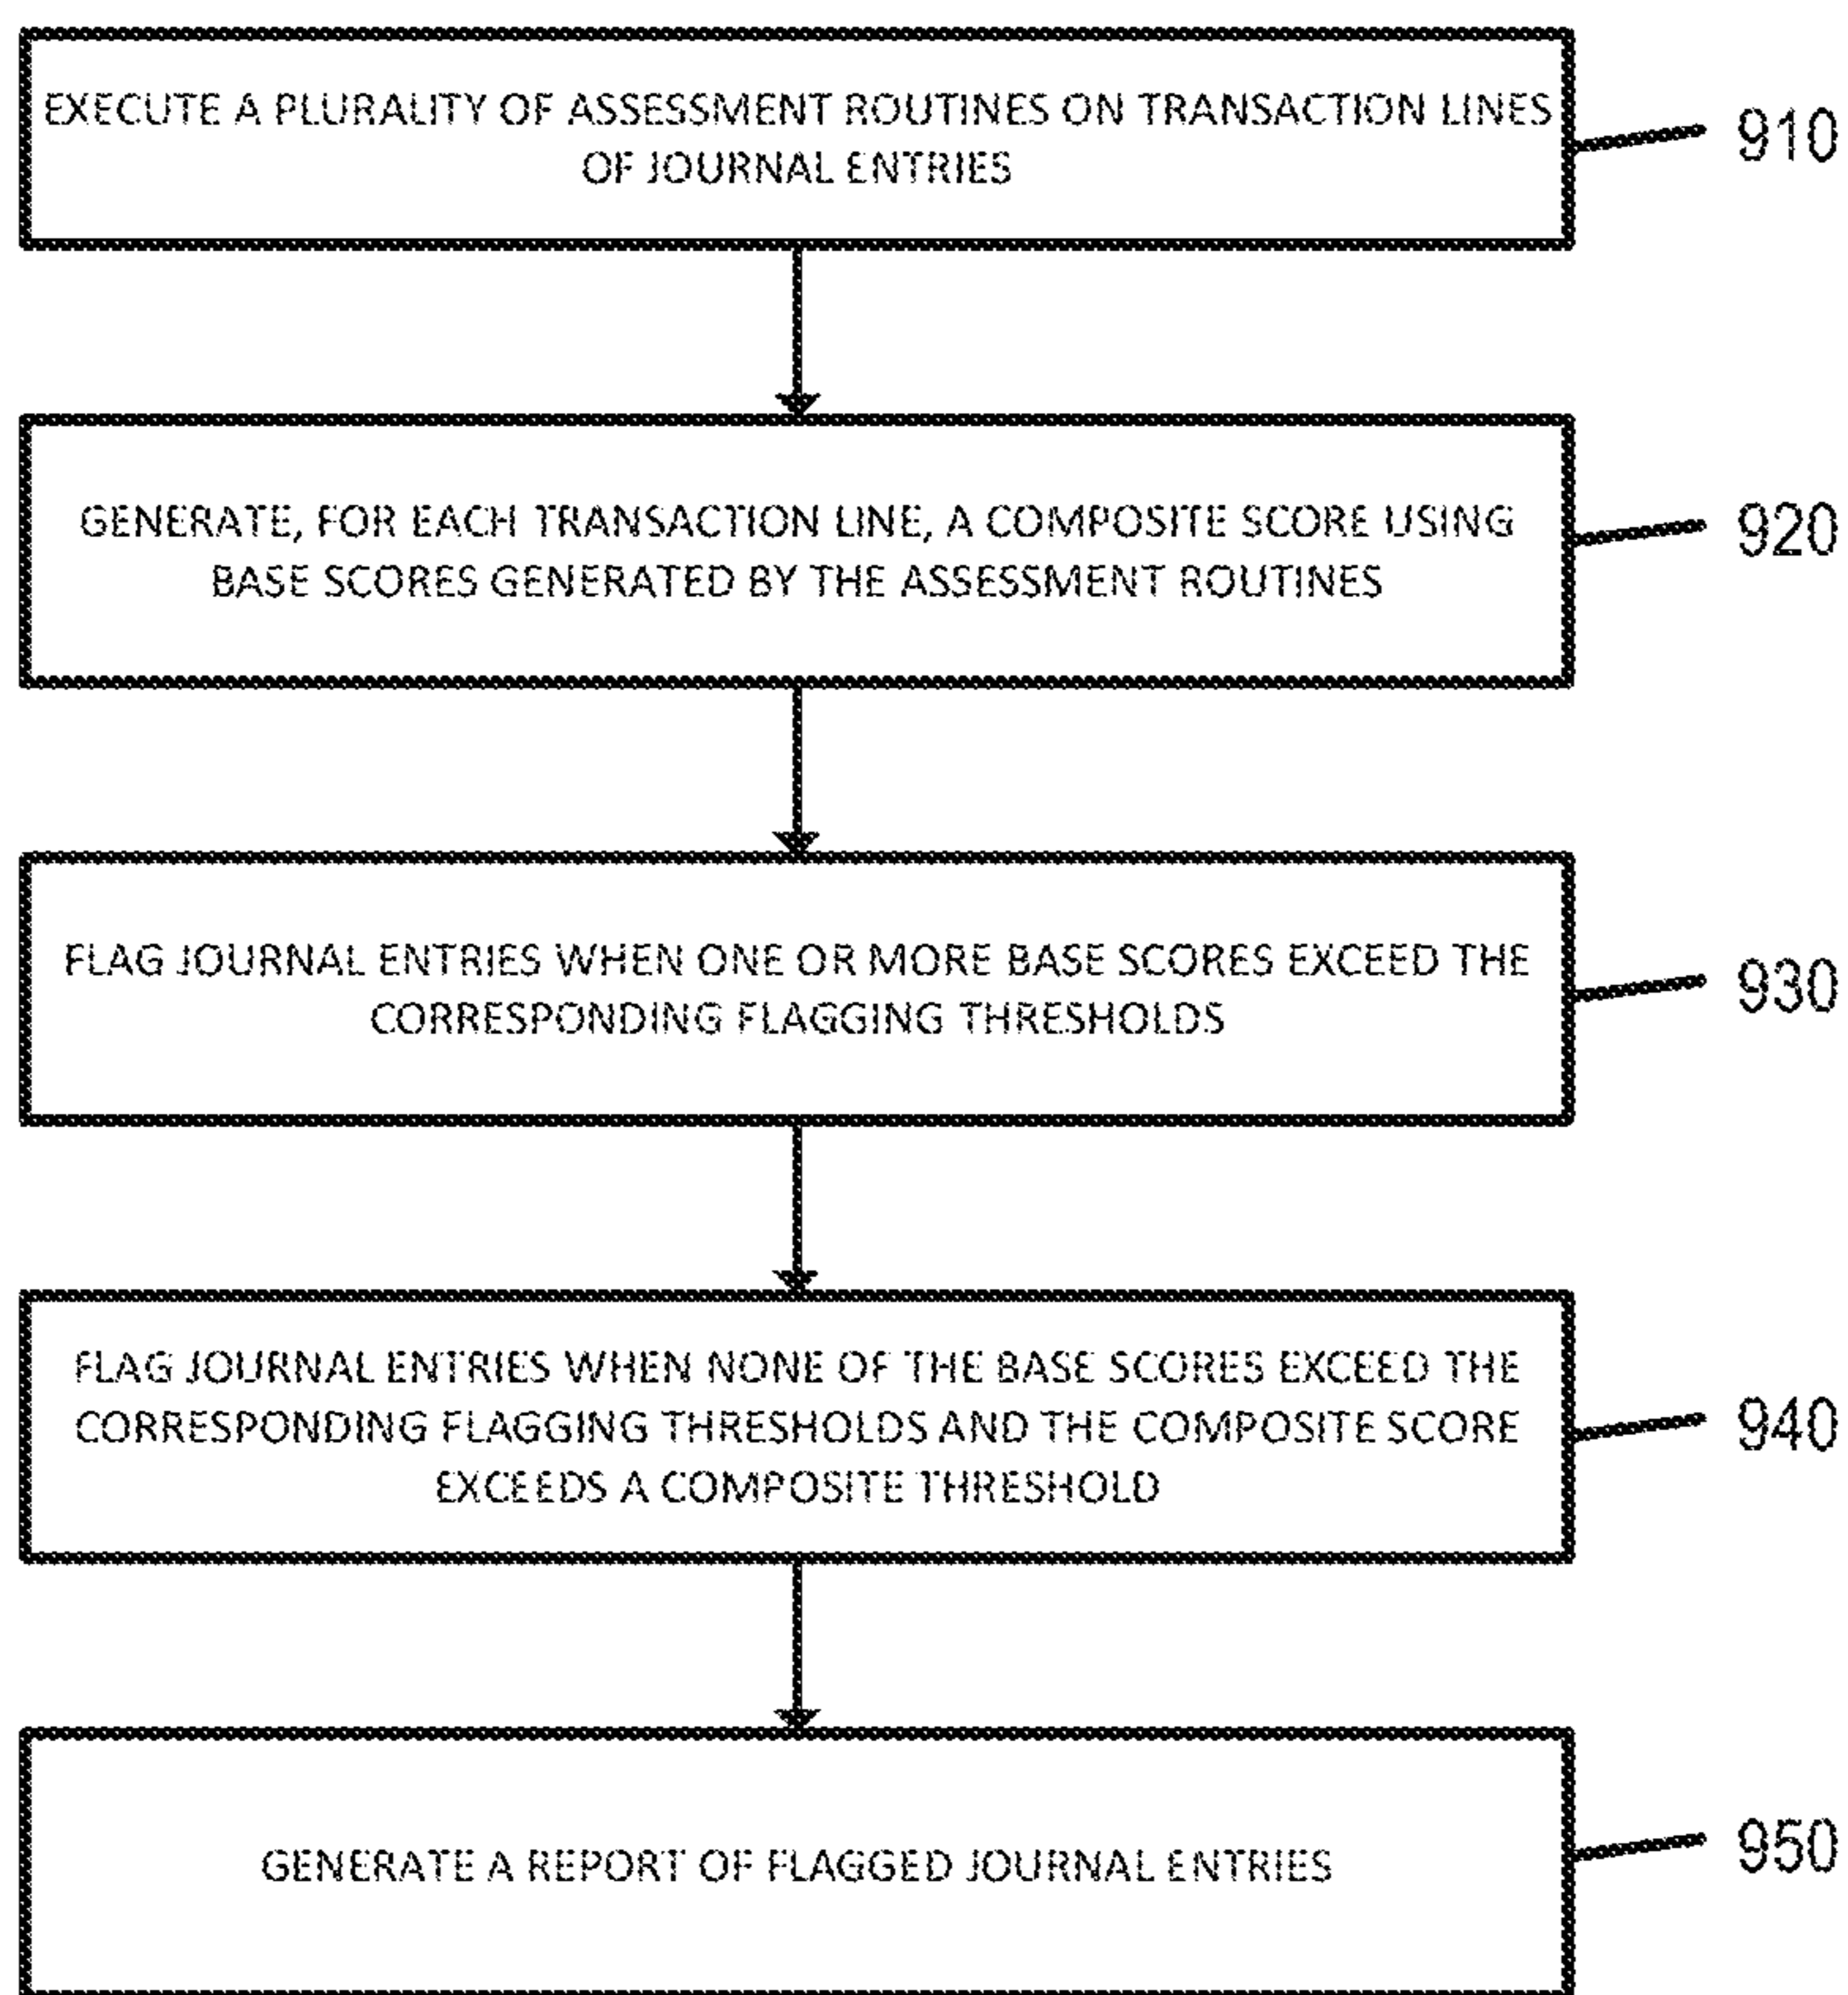 EXECUTE A PLURALITY OF ASSESSMENT ROUTINES ON TRANSACTION LINES
OF JOURNAL ENTRIES
910
GENERATE, FOR EACH TRANSACTION LINE, A COMPOSITE SCORE USING
BASE SCORES GENERATED BY THE ASSESSMENT ROUTINES
920
FLAG JOURNAL ENTRIES WHEN ONE OR MORE BASE SCORES EXCEED THE
CORRESPONDING FLAGGING THRESHOLDS
930
FLAG JOURNAL ENTRIES WHEN NONE OF THE BASE SCORES EXCEED THE
CORRESPONDING FLAGGING THRESHOLDS AND THE COMPOSITE SCORE
EXCEEDS A COMPOSITE THRESHOLD
940
GENERATE A REPORT OF FLAGGED JOURNAL ENTRIES
950